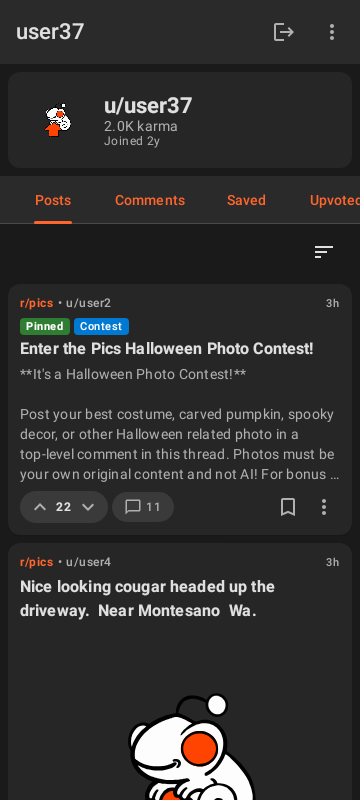 user37
u/user37
2.0K karma
Joined 2y
Posts Comments Saved Upvoted
r/pics • u/user2 3h
Pinned Contest
Enter the Pics Halloween Photo Contest!
**It's a Halloween Photo Contest!**
Post your best costume, carved pumpkin, spooky
decor, or other Halloween related photo in a
top-level comment in this thread. Photos must be
your own original content and not AI! For bonus …
22 11
r/pics • u/user4 3h
Nice looking cougar headed up the
driveway.  Near Montesano  Wa.